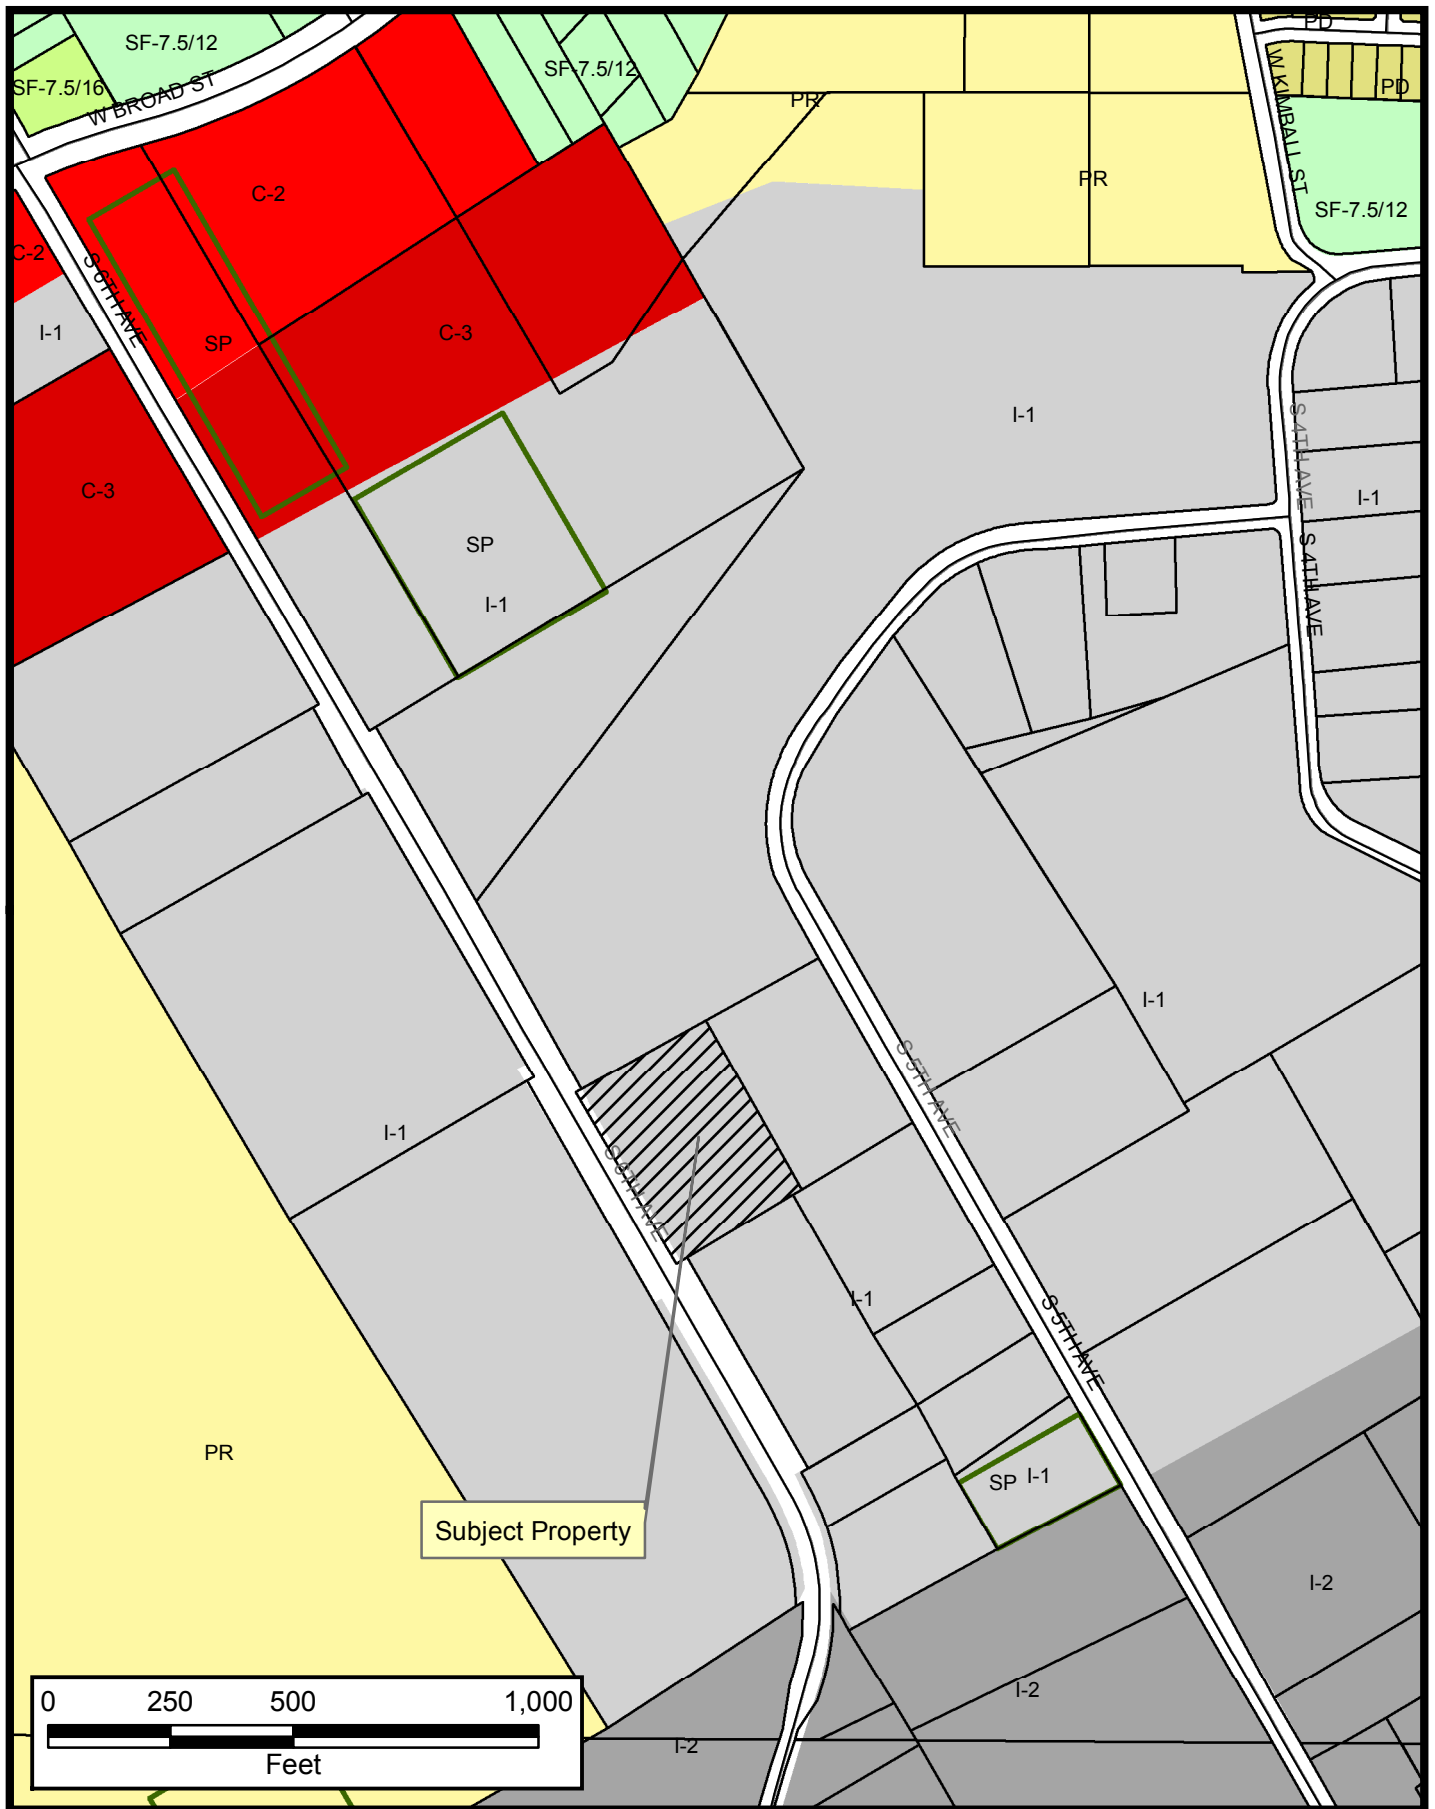 PD
SF-7.5/12
SF-7.5/12
SF-7.5/16
W BROAD ST
PR
W KIMBALL ST
PD
PR
C-2
SF-7.5/12
C-2
S 6TH AVE
I-1
SP
C-3
I-1
S 4TH AVE
C-3
I-1
SP
S 4TH AVE
I-1
I-1
S 5TH AVE
I-1
S 6TH AVE
I-1
S 5TH AVE
PR
SP I-1
Subject Property
I-2
I-2
0 250 500 1,000
Feet
I-2